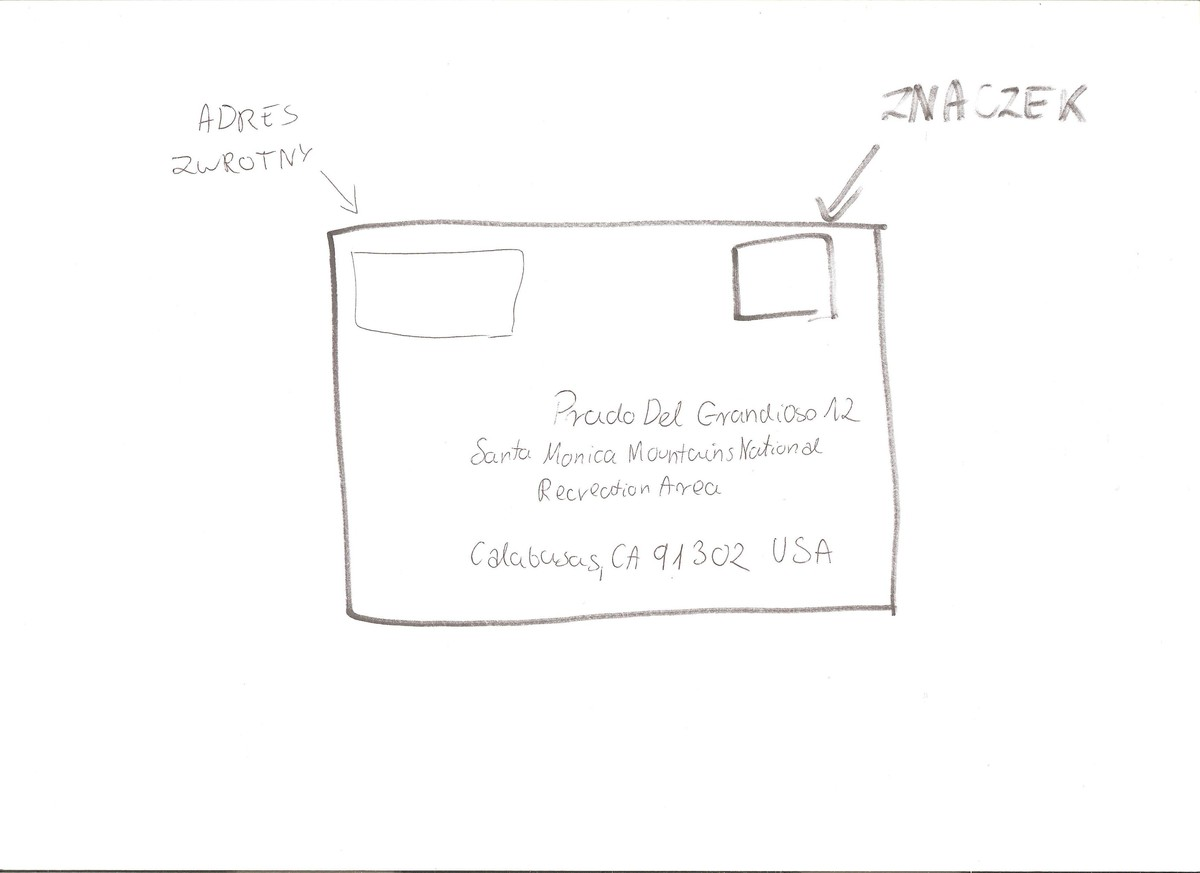 ADRES
ZWROTNY
ZNACZEK
Prado Del Grandioso 12
Santa Monica Mountains National
Recreation Area
Calabasas, CA 91302 USA